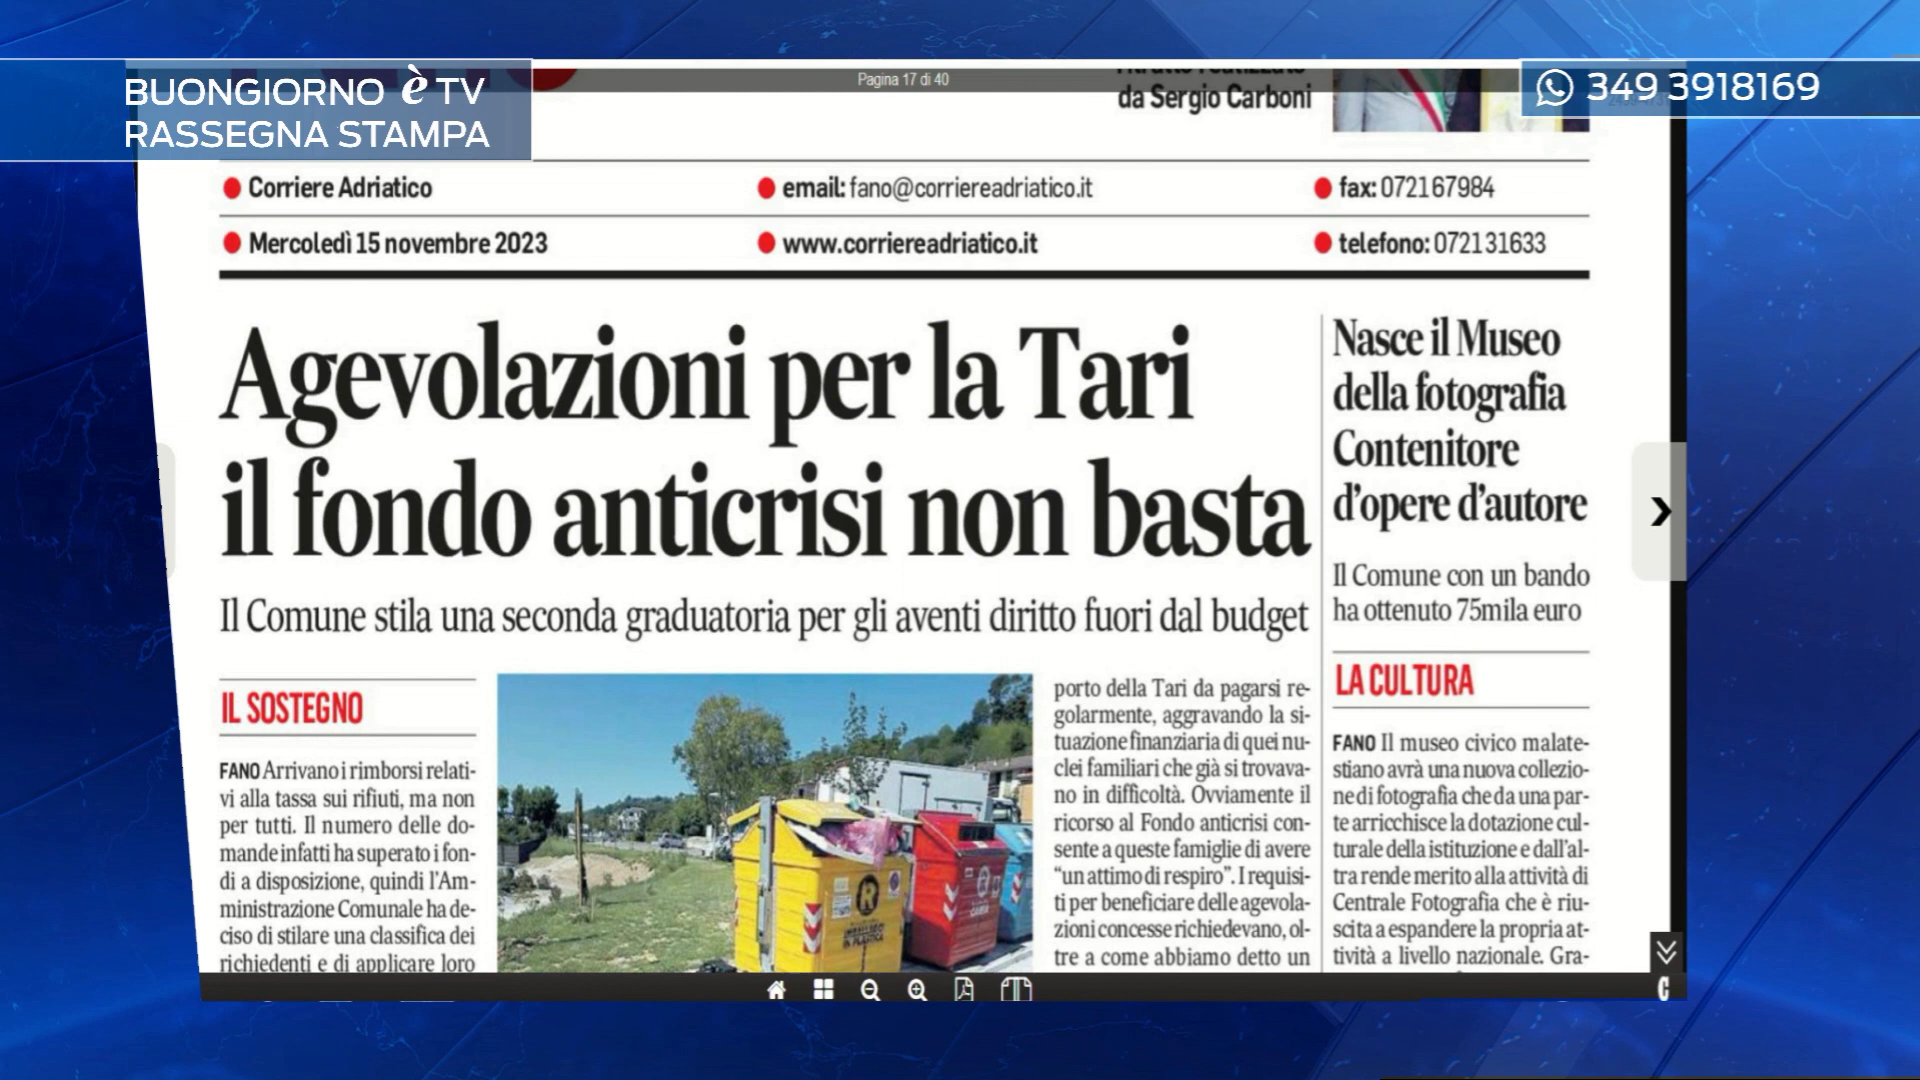 BUONGIORNO è TV
RASSEGNA STAMPA
349 3918169
Pagina 17 di 40
da Sergio Carboni
Corriere Adriatico
email: fano@corriereadriatico.it
fax: 072167984
Mercoledì 15 novembre 2023
www.corriereadriatico.it
telefono: 072131633
Agevolazioni per la Tari
il fondo anticrisi non basta
Il Comune stila una seconda graduatoria per gli aventi diritto fuori dal budget
IL SOSTEGNO
FANO Arrivano i rimborsi relati-
vi alla tassa sui rifiuti, ma non
per tutti. Il numero delle do-
mande infatti ha superato i fon-
di a disposizione, quindi l'Am-
ministrazione Comunale ha de-
ciso di stilare una classifica dei
richiedenti e di applicare loro
R
IMBALLAGGI
IN PLASTICA
CARTA
porto della Tari da pagarsi re-
golarmente, aggravando la si-
tuazione finanziaria di quei nu-
clei familiari che già si trovava-
no in difficoltà. Ovviamente il
ricorso al Fondo anticrisi con-
sente a queste famiglie di avere
“un attimo di respiro”. I requisi-
ti per beneficiare delle agevola-
zioni concesse richiedevano, ol-
tre a come abbiamo detto un
Nasce il Museo
della fotografia
Contenitore
d'opere d'autore
Il Comune con un bando
ha ottenuto 75mila euro
LA CULTURA
FANO Il museo civico malate-
stiano avrà una nuova collezio-
ne di fotografia che da una par-
te arricchisce la dotazione cul-
turale della istituzione e dall'al-
tra rende merito alla attività di
Centrale Fotografia che è riu-
scita a espandere la propria at-
tività a livello nazionale. Gra-